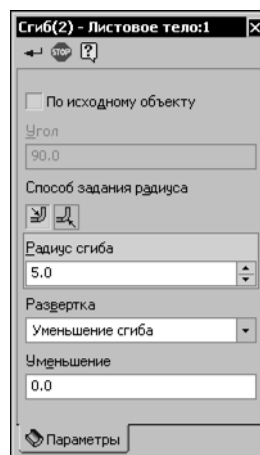 Сгиб(2) - Листовое тело:1
STOP
По исходному объекту
Угол
90.0
Способ задания радиуса
Радиус сгиба
5.0
Развертка
Уменьшение сгиба
Уменьшение
0.0
Параметры